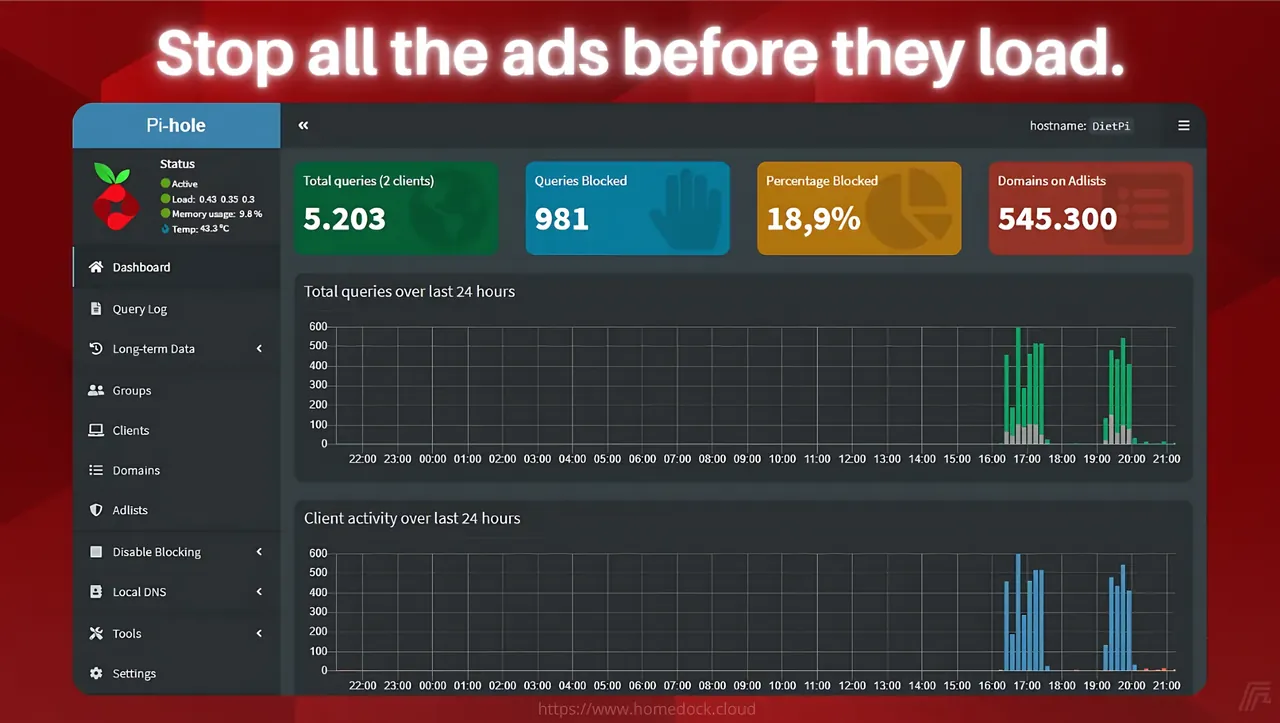 Stop all the ads before they load.
Pi-hole
«
hostname: DietPi
Status
Active
Load: 0.43 0.35 0.3
Memory usage: 9.8 %
Temp: 43.3 °C
Total queries (2 clients)
5.203
Queries Blocked
981
Percentage Blocked
18,9%
Domains on Adlists
545.300
Dashboard
Query Log
Long-term Data
Groups
Clients
Domains
Adlists
Disable Blocking
Local DNS
Tools
Settings
Total queries over last 24 hours
600
500
400
300
200
100
0
22:00 23:00 00:00 01:00 02:00 03:00 04:00 05:00 06:00 07:00 08:00 09:00 10:00 11:00 12:00 13:00 14:00 15:00 16:00 17:00 18:00 19:00 20:00 21:00
Client activity over last 24 hours
600
500
400
300
200
100
0
22:00 23:00 00:00 01:00 02:00 03:00 04:00 05:00 06:00 07:00 08:00 09:00 10:00 11:00 12:00 13:00 14:00 15:00 16:00 17:00 18:00 19:00 20:00 21:00
https://www.homedock.cloud